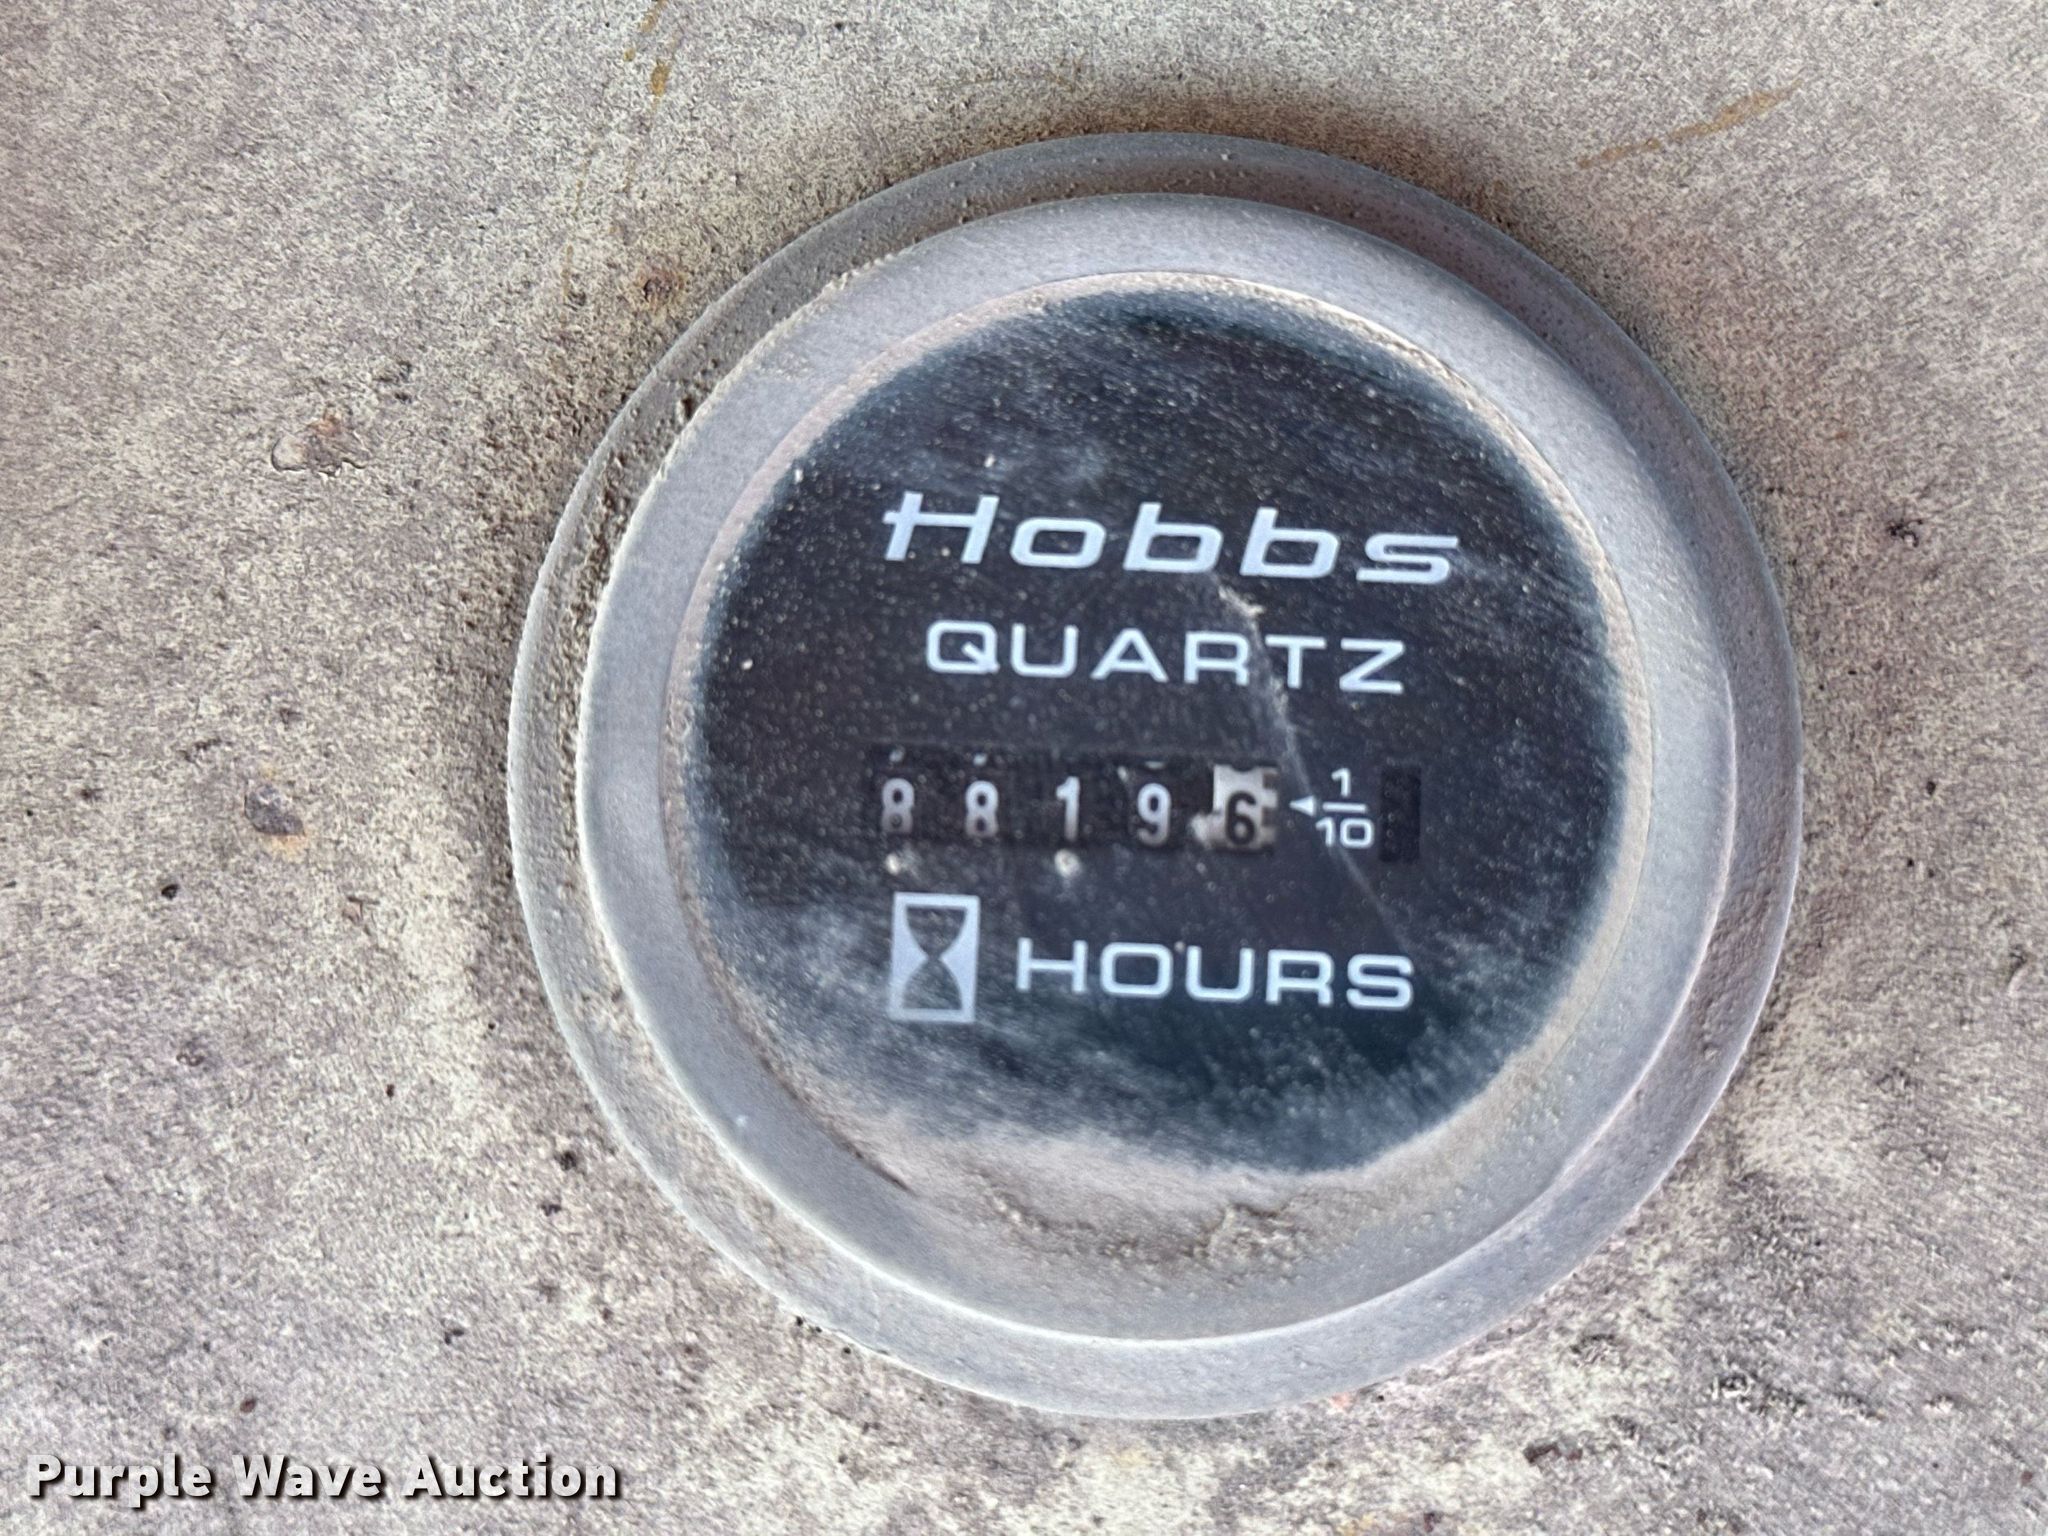 Hobbs
QUARTZ
88196 1/10
HOURS
Purple Wave Auction